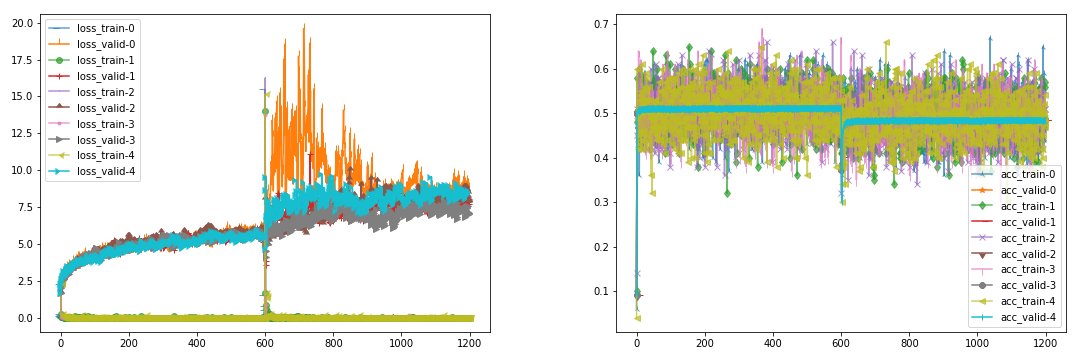 20.0
17.5
15.0
12.5
10.0
7.5
5.0
2.5
0.0
0 200 400 600 800 1000 1200
loss_train-0
loss_valid-0
loss_train-1
loss_valid-1
loss_train-2
loss_valid-2
loss_train-3
loss_valid-3
loss_train-4
loss_valid-4
0.7
0.6
0.5
0.4
0.3
0.2
0.1
0 200 400 600 800 1000 1200
acc_train-0
acc_valid-0
acc_train-1
acc_valid-1
acc_train-2
acc_valid-2
acc_train-3
acc_valid-3
acc_train-4
acc_valid-4